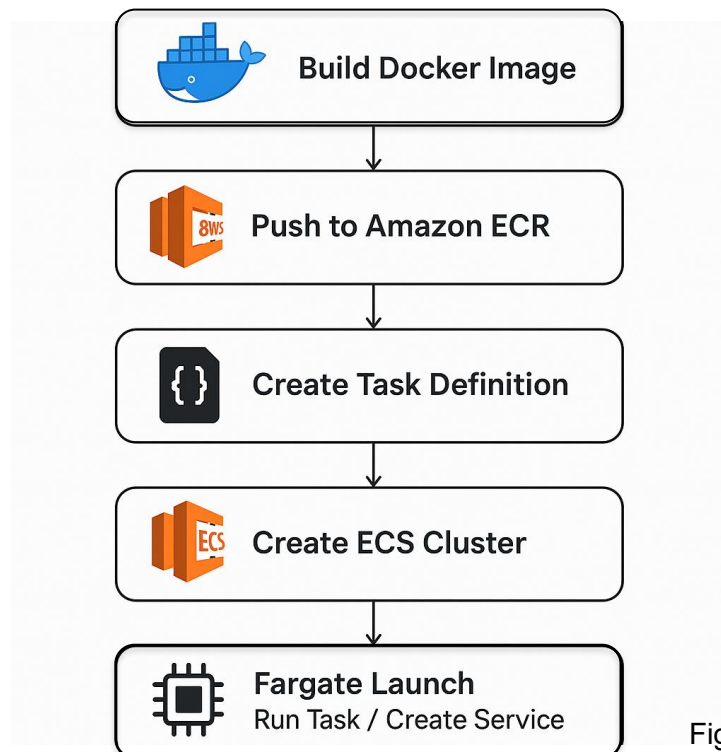 Build Docker Image
8WS
Push to Amazon ECR
{ }
Create Task Definition
ECS
Create ECS Cluster
Fargate Launch
Run Task / Create Service
Fig